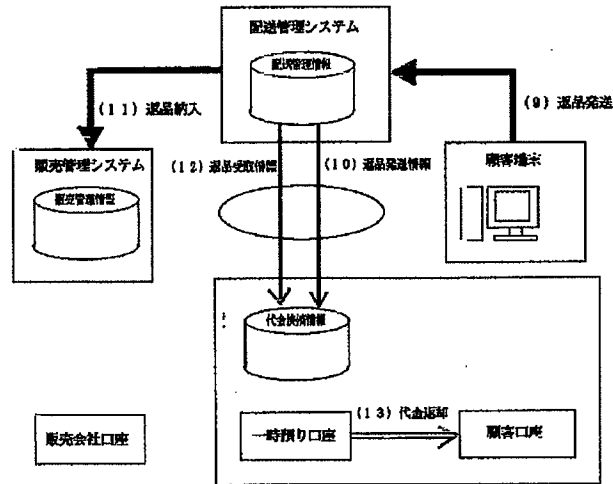 配送管理システム
配送管理情報
(11) 返品納入
(9) 返品発送
販売管理システム
(12) 返品受取情報
(10) 返品発送情報
顧客端末
販売管理情報
代金決済情報
(13) 代金返却
販売会社口座
一時預り口座
顧客口座